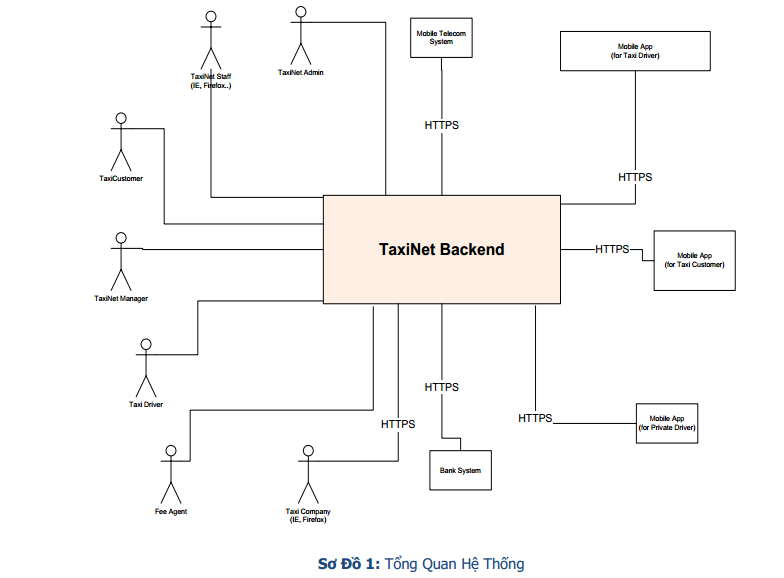 Mobile Telecom
System
Mobile App
(for Taxi Driver)
TaxiNet Staff
(IE, Firefox..)
TaxiNet Admin
HTTPS
TaxiCustomer
HTTPS
TaxiNet Backend
HTTPS
Mobile App
(for Taxi Customer)
TaxiNet Manager
HTTPS
Taxi Driver
HTTPS
HTTPS
Mobile App
(for Private Driver)
Bank System
Fee Agent
Taxi Company
(IE, Firefox)
Sơ Đồ 1: Tổng Quan Hệ Thống